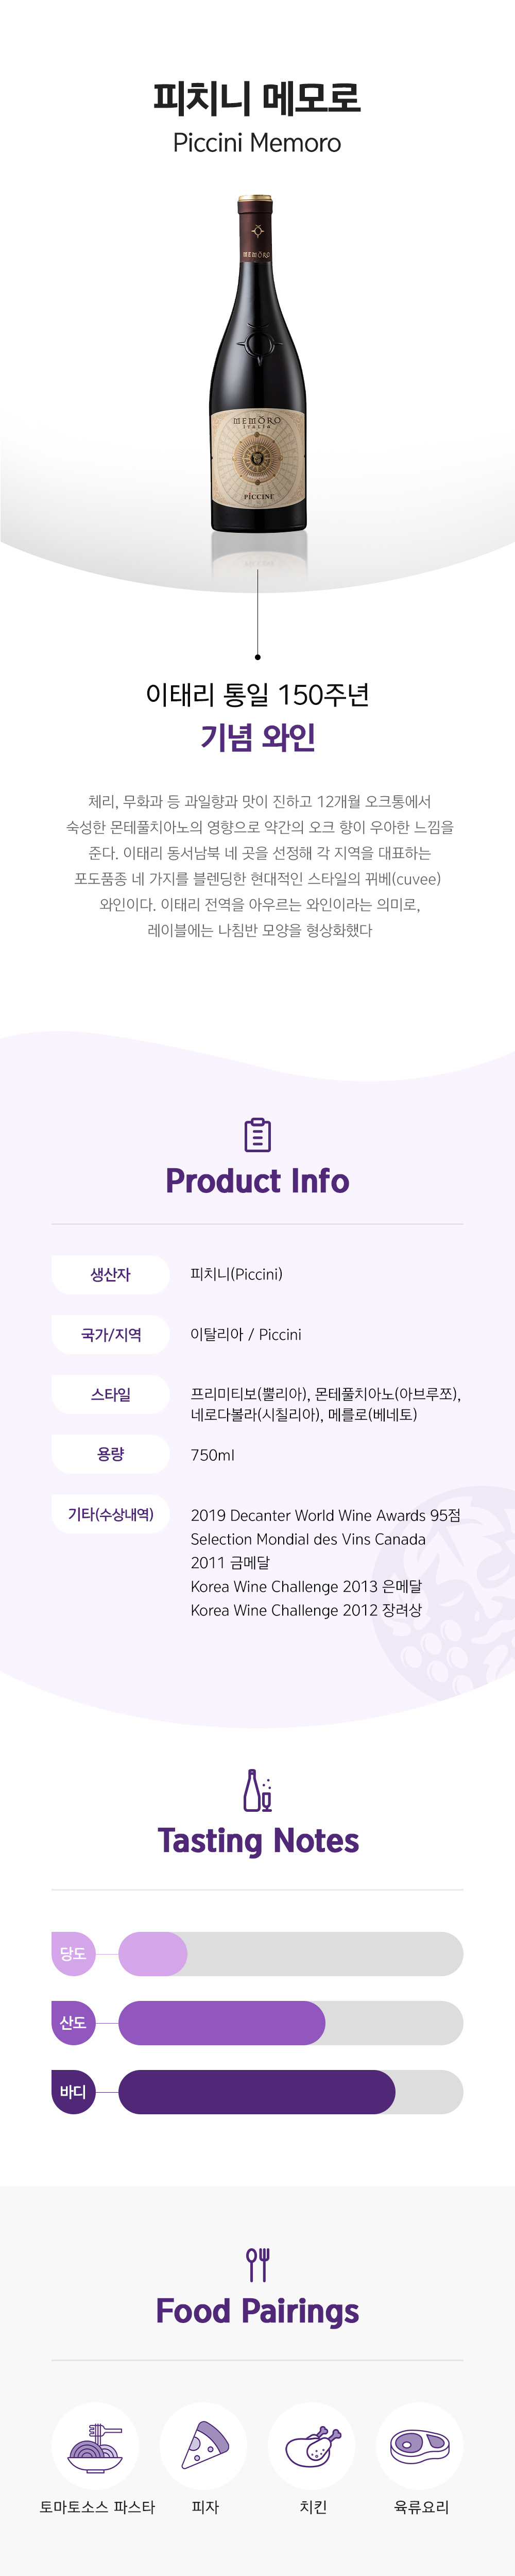 피치니 메모로
Piccini Memoro
MEMÖRO
MEMÖRO
ITALIA
PICCINI
이태리 통일 150주년
기념 와인
체리, 무화과 등 과일향과 맛이 진하고 12개월 오크통에서
숙성한 몬테풀치아노의 영향으로 약간의 오크 향이 우아한 느낌을
준다. 이태리 동서남북 네 곳을 선정해 각 지역을 대표하는
포도품종 네 가지를 블렌딩한 현대적인 스타일의 뀌베(cuvee)
와인이다. 이태리 전역을 아우르는 와인이라는 의미로,
레이블에는 나침반 모양을 형상화했다
Product Info
생산자
피치니(Piccini)
국가/지역
이탈리아 / Piccini
스타일
프리미티보(뿔리아), 몬테풀치아노(아브루쪼),
네로다볼라(시칠리아), 메를로(베네토)
용량
750ml
기타(수상내역)
2019 Decanter World Wine Awards 95점
Selection Mondial des Vins Canada
2011 금메달
Korea Wine Challenge 2013 은메달
Korea Wine Challenge 2012 장려상
Tasting Notes
당도
산도
바디
Food Pairings
토마토소스 파스타
피자
치킨
육류요리